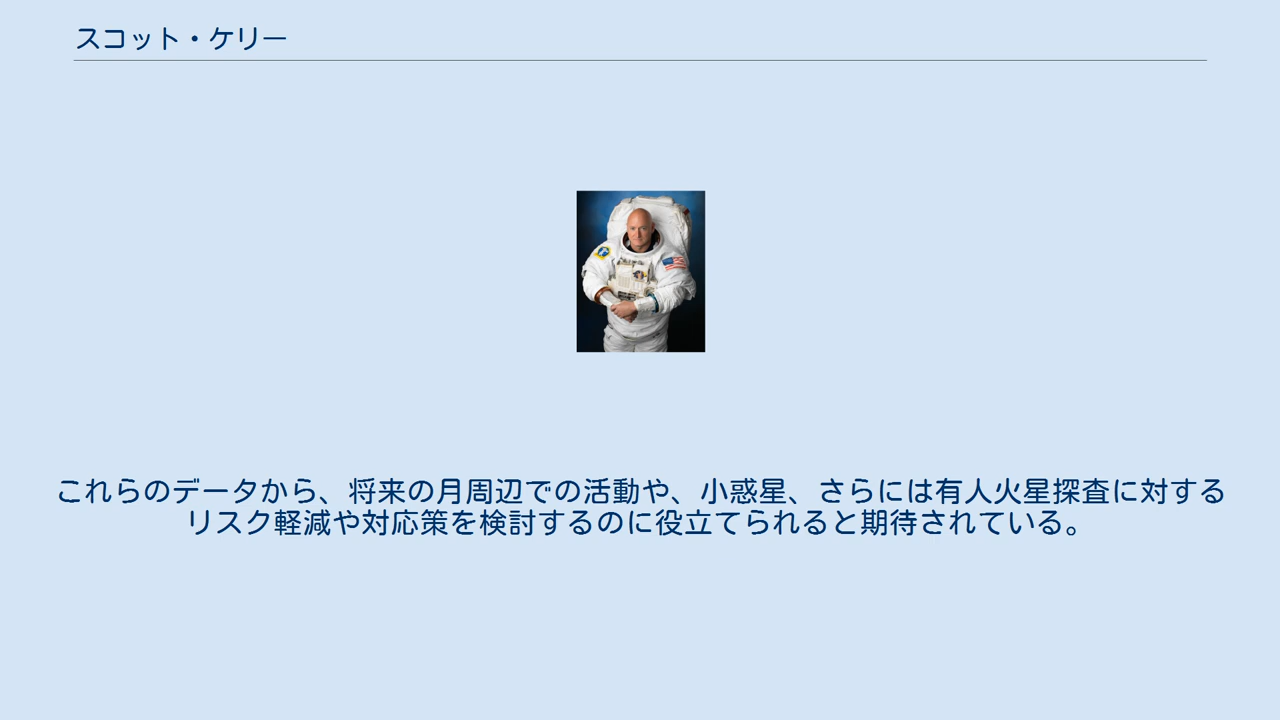 スコット・ケリー
これらのデータから、将来の月周辺での活動や、小惑星、さらには有人火星探査に対する
リスク軽減や対応策を検討するのに役立てられると期待されている。